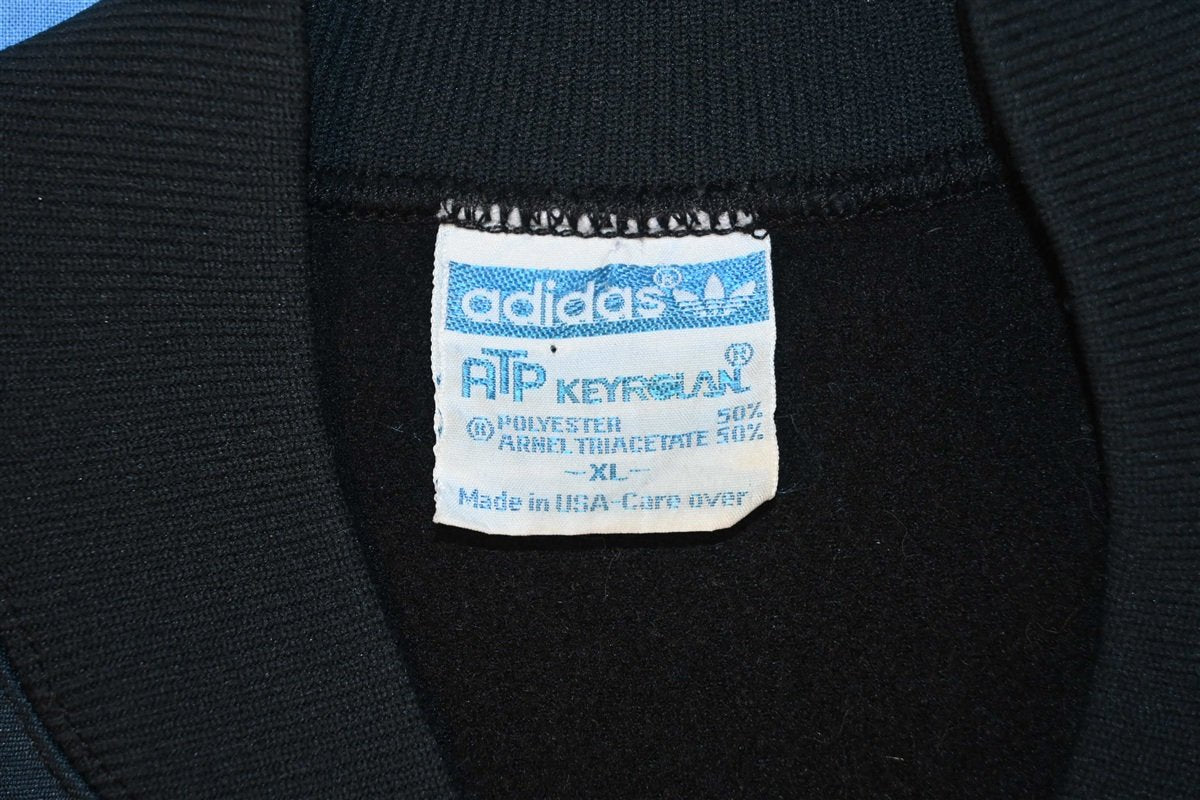 adidas®
ATP KEYROLAN®
® POLYESTER 50%
ARNEL TRIACETATE 50%
-XL-
Made in USA-Care over